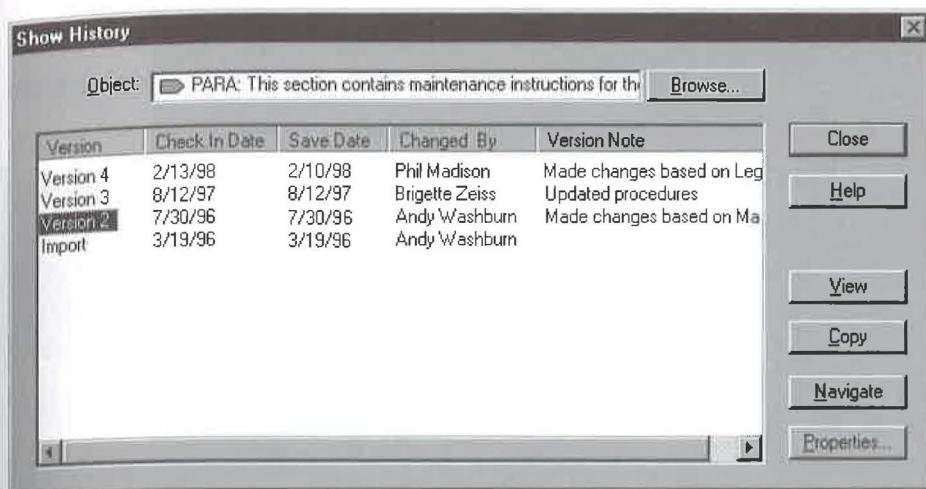 Show History
Object: PARA: This section contains maintenance instructions for the Browse...
Version Check In Date Save Date Changed By Version Note
Version 4 2/13/98 2/10/98 Phil Madison Made changes based on Leg
Version 3 8/12/97 8/12/97 Brigette Zeiss Updated procedures
Version 2 7/30/96 7/30/96 Andy Washburn Made changes based on Ma
Import 3/19/96 3/19/96 Andy Washburn
Close
Help
View
Copy
Navigate
Properties...